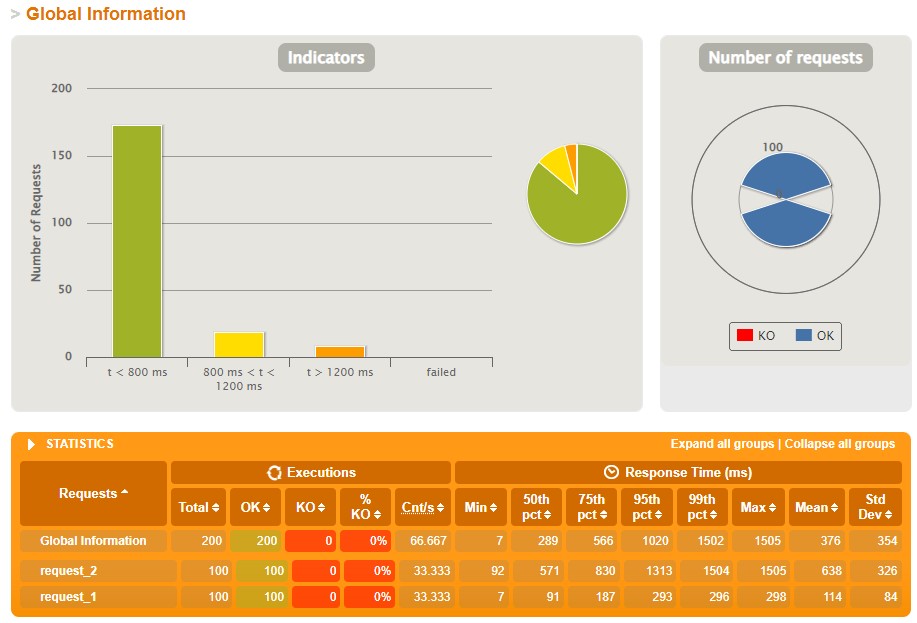 > Global Information
Indicators
Number of Requests
200
150
100
50
0
t < 800 ms
800 ms < t <
1200 ms
t > 1200 ms
failed
Number of requests
100
0
KO OK
STATISTICS Expand all groups | Collapse all groups
Requests Executions Response Time (ms)
Total OK KO % KO Cnt/s Min 50th pct 75th pct 95th pct 99th pct Max Mean Std Dev
Global Information 200 200 0 0% 66.667 7 289 566 1020 1502 1505 376 354
request_2 100 100 0 0% 33.333 92 571 830 1313 1504 1505 638 326
request_1 100 100 0 0% 33.333 7 91 187 293 296 298 114 84